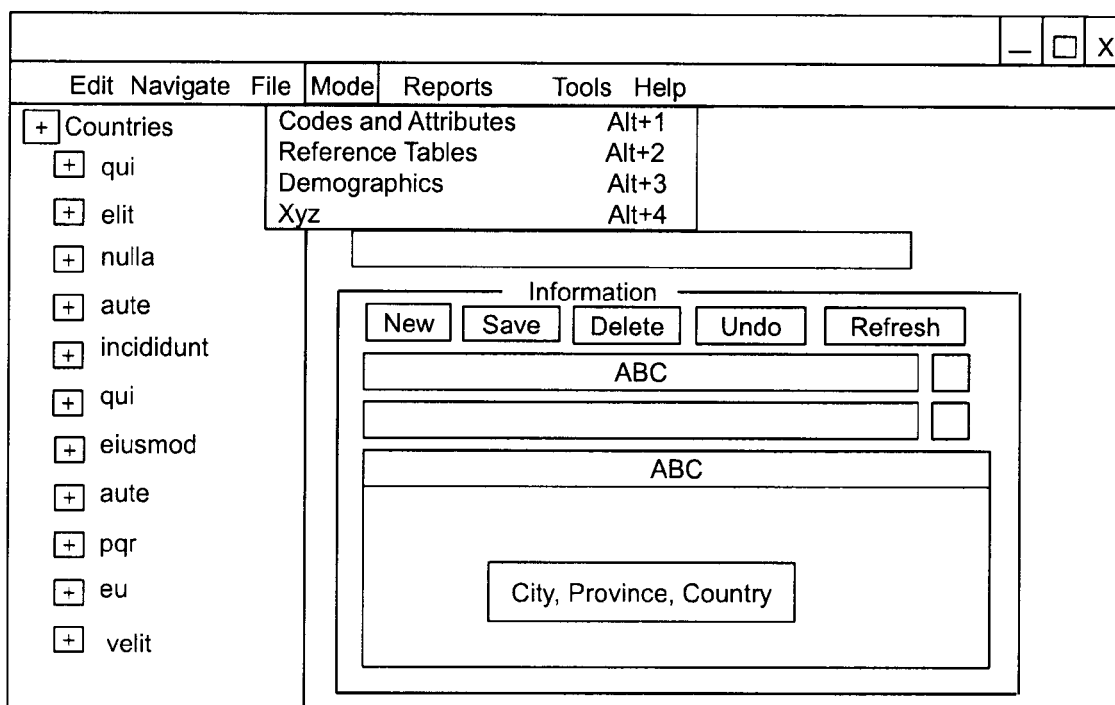 X
Edit Navigate File Mode Reports Tools Help
+ Countries
+ qui
+ elit
+ nulla
+ aute
+ incididunt
+ qui
+ eiusmod
+ aute
+ pqr
+ eu
+ velit
Codes and Attributes Alt+1
Reference Tables Alt+2
Demographics Alt+3
Xyz Alt+4
Information
New Save Delete Undo Refresh
ABC
ABC
City, Province, Country